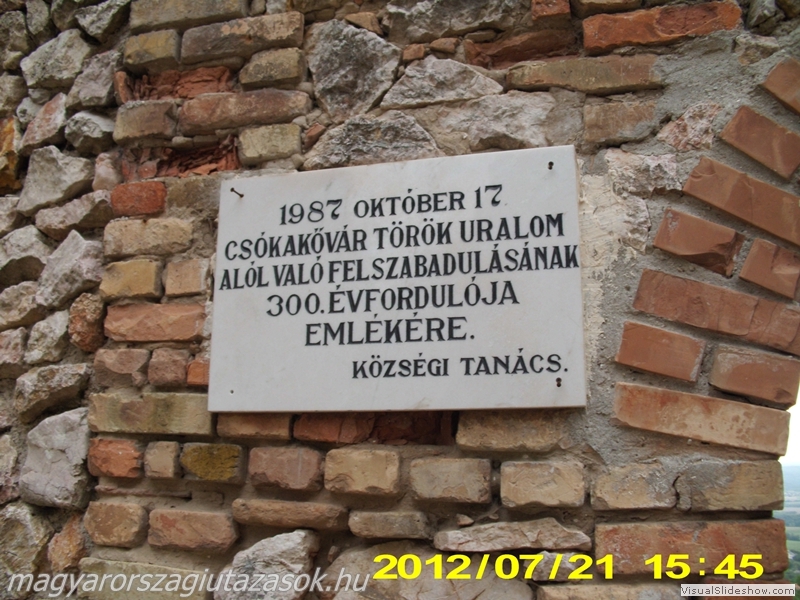 1987 OKTÓBER 17.
CSÓKAKŐVÁR TÖRÖK URALOM
ALÓL VALÓ FELSZABADULÁSÁNAK
300. ÉVFORDULÓJA
EMLÉKÉRE.
KÖZSÉGI TANÁCS.
magyarorszagiutazasok.hu
2012/07/21 15:45
VisualSlideshow.com